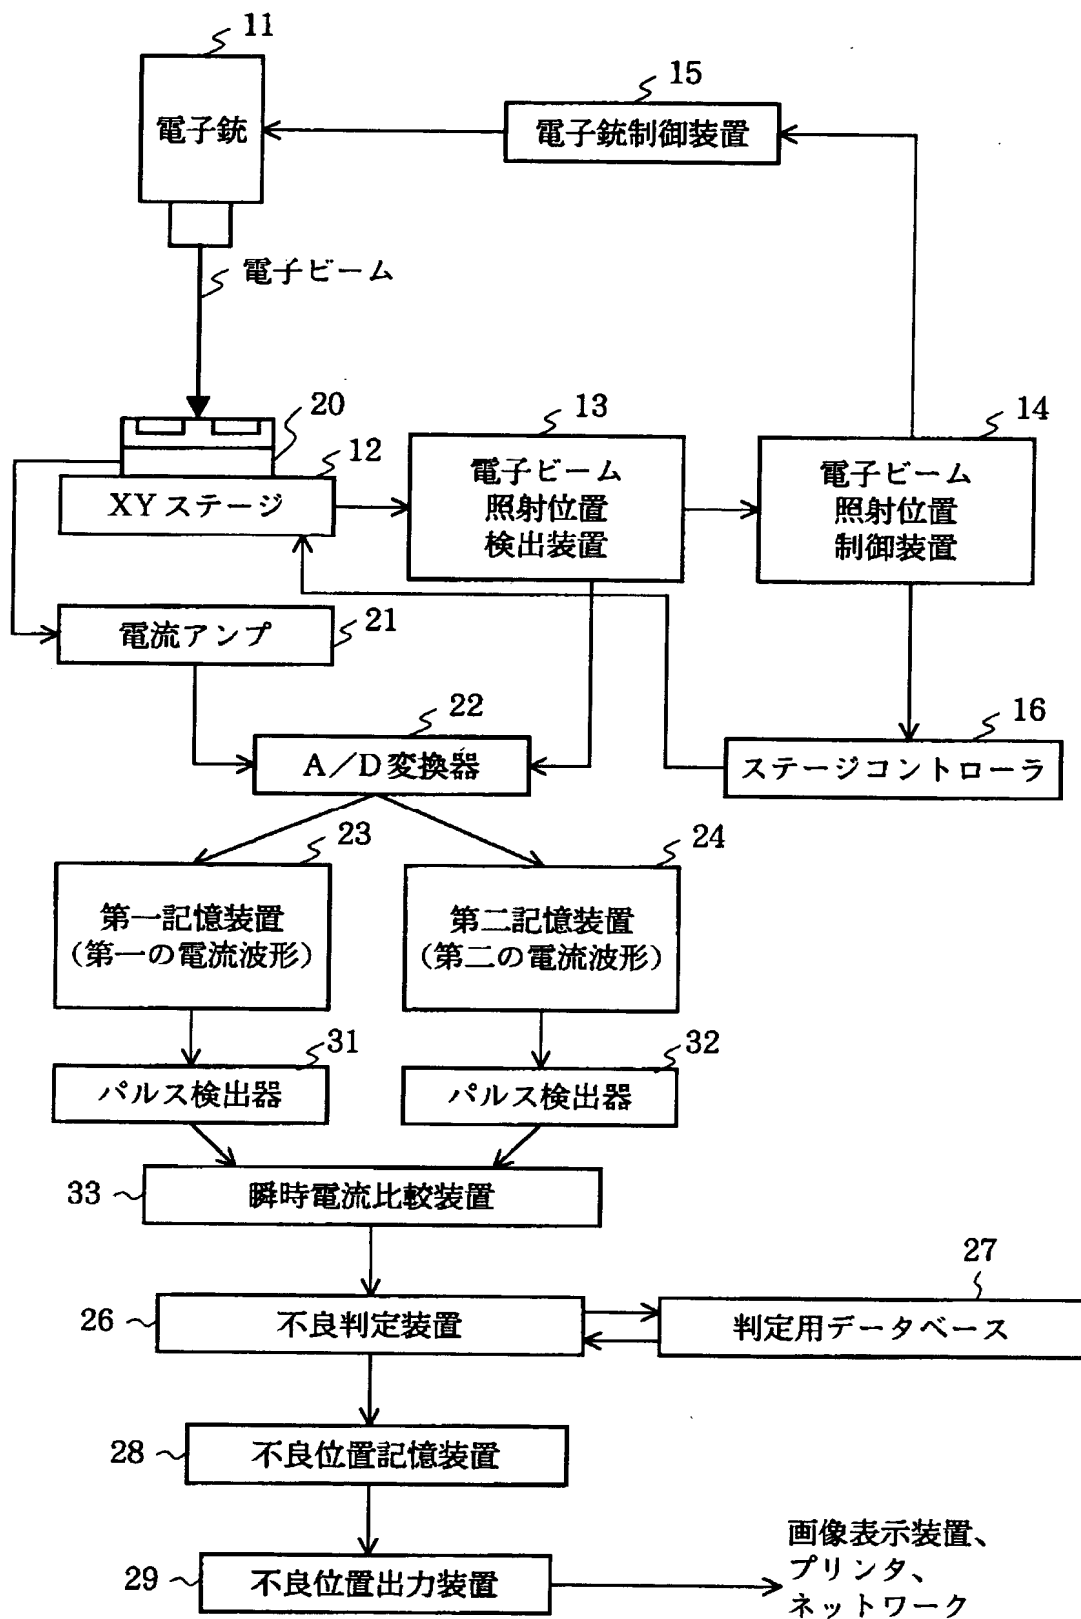 11
電子銃
15
電子銃制御装置
電子ビーム
20
12
XYステージ
13
電子ビーム
照射位置
検出装置
14
電子ビーム
照射位置
制御装置
21
電流アンプ
22
A/D変換器
16
ステージコントローラ
23
第一記憶装置
(第一の電流波形)
24
第二記憶装置
(第二の電流波形)
31
パルス検出器
32
パルス検出器
33
瞬時電流比較装置
26
不良判定装置
27
判定用データベース
28
不良位置記憶装置
29
不良位置出力装置
画像表示装置、
プリンタ、
ネットワーク